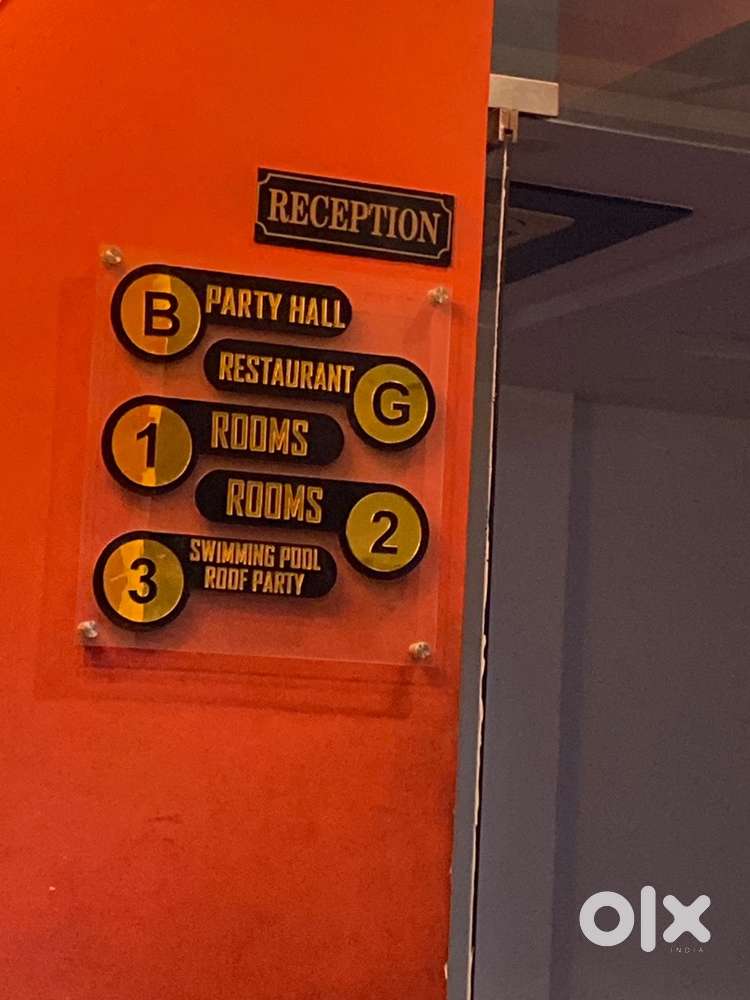 RECEPTION
B PARTY HALL
RESTAURANT G
1 ROOMS
ROOMS 2
3 SWIMMING POOL
ROOF PARTY
olx
INDIA